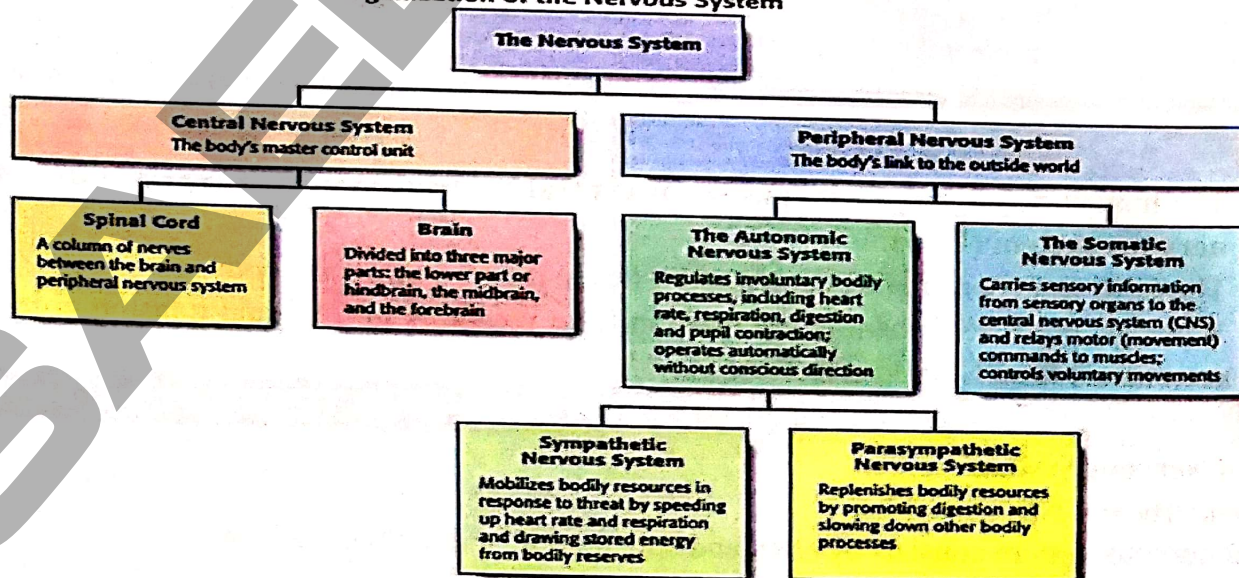 of the Nervous System
The Nervous System
Central Nervous System
The body's master control unit
Peripheral Nervous System
The body's link to the outside world
Spinal Cord
A column of nerves
between the brain and
peripheral nervous system
Brain
Divided into three major
parts: the lower part or
hindbrain, the midbrain,
and the forebrain
The Autonomic
Nervous System
Regulates involuntary bodily
processes, including heart
rate, respiration, digestion
and pupil contraction;
operates automatically
without conscious direction
The Somatic
Nervous System
Carries sensory information
from sensory organs to the
central nervous system (CNS)
and relays motor (movement)
commands to muscles;
controls voluntary movements
Sympathetic
Nervous System
Mobilizes bodily resources in
response to threat by speeding
up heart rate and respiration
and drawing stored energy
from bodily reserves
Parasympathetic
Nervous System
Replenishes bodily resources
by promoting digestion and
slowing down other bodily
processes